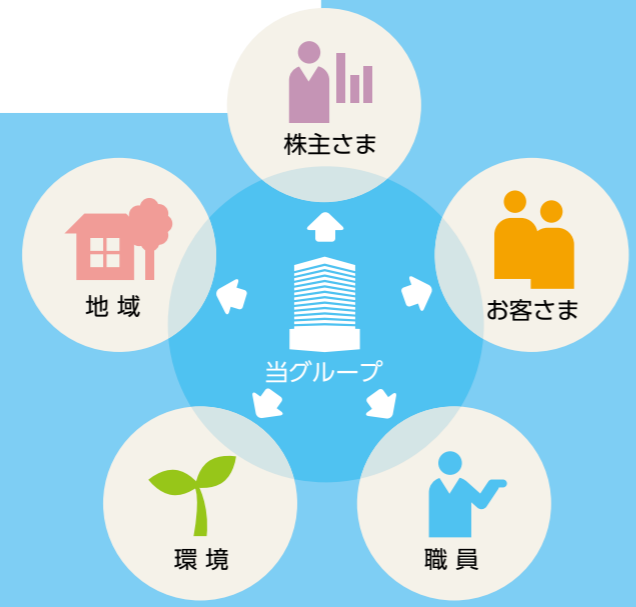 株主さま
地 域
お客さま
当グループ
環 境
職 員